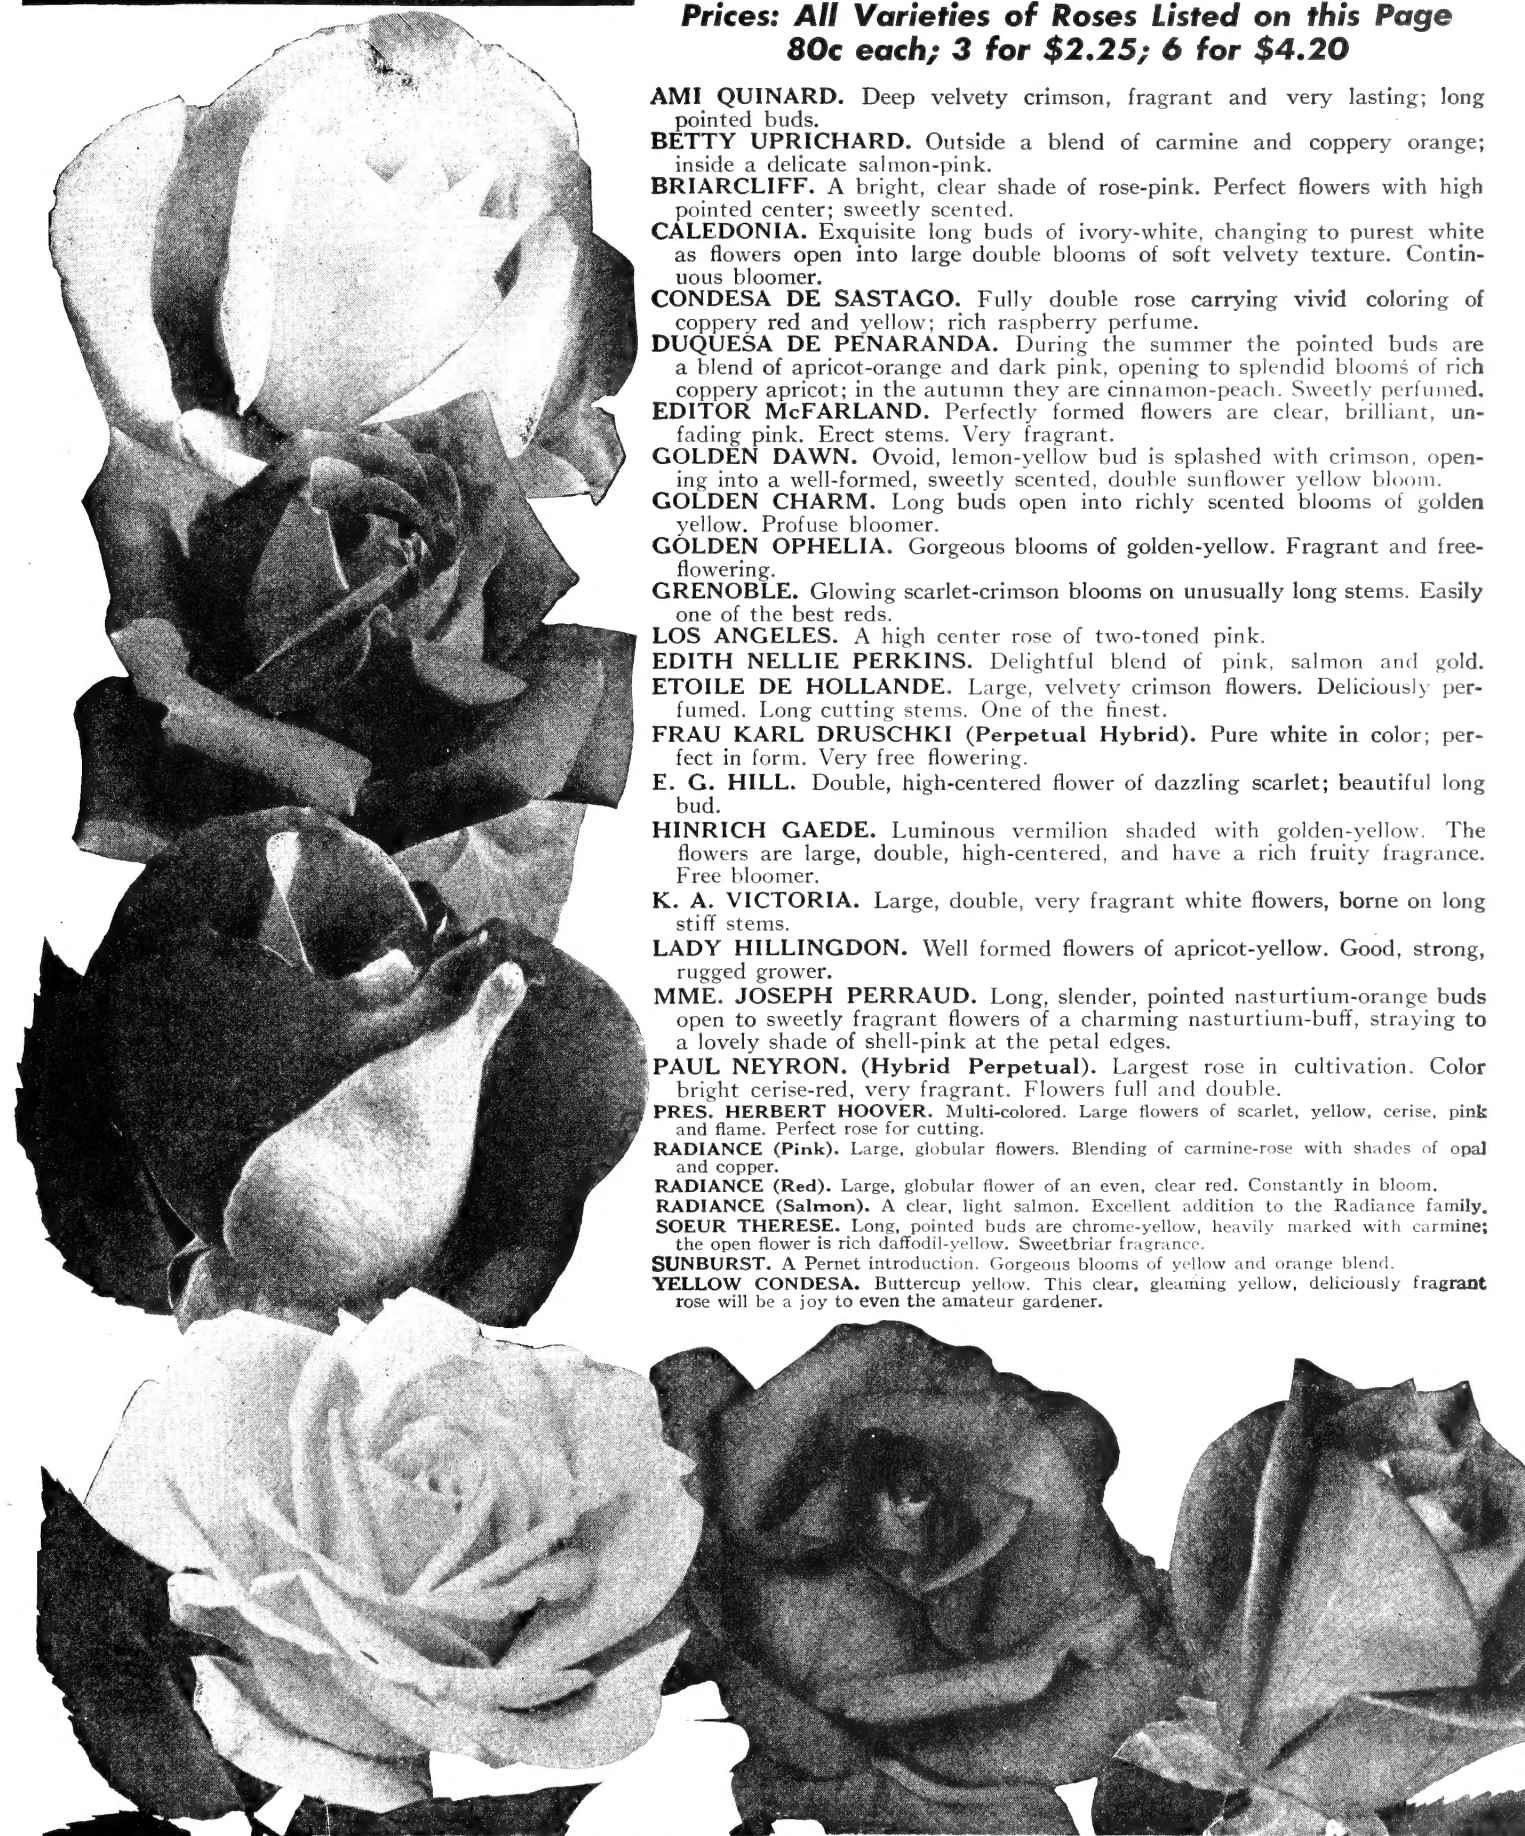 Prices: All Varieties of Roses Listed on this Page
80c each; 3 for $2.25; 6 for $4.20
AMI QUINARD. Deep velvety crimson, fragrant and very lasting; long
pointed buds.
BETTY UPRICHARD. Outside a blend of carmine and coppery orange;
inside a delicate salmon-pink.
BRIARCLIFF. A bright, clear shade of rose-pink. Perfect flowers with high
pointed center; sweetly scented.
CALEDONIA. Exquisite long buds of ivory-white, changing to purest white
as flowers open into large double blooms of soft velvety texture. Contin-
uous bloomer.
CONDESA DE SASTAGO. Fully double rose carrying vivid coloring of
coppery red and yellow; rich raspberry perfume.
DUQUESA DE PENARANDA. During the summer the pointed buds are
a blend of apricot-orange and dark pink, opening to splendid blooms of rich
coppery apricot; in the autumn they are cinnamon-peach. Sweetly perfumed.
EDITOR McFARLAND. Perfectly formed flowers are clear, brilliant, un-
fading pink. Erect stems. Very fragrant.
GOLDEN DAWN. Ovoid, lemon-yellow bud is splashed with crimson, open-
ing into a well-formed, sweetly scented, double sunflower yellow bloom.
GOLDEN CHARM. Long buds open into richly scented blooms of golden
yellow. Profuse bloomer.
GOLDEN OPHELIA. Gorgeous blooms of golden-yellow. Fragrant and free-
flowering.
GRENOBLE. Glowing scarlet-crimson blooms on unusually long stems. Easily
one of the best reds.
LOS ANGELES. A high center rose of two-toned pink.
EDITH NELLIE PERKINS. Delightful blend of pink, salmon and gold.
ETOILE DE HOLLANDE. Large, velvety crimson flowers. Deliciously per-
fumed. Long cutting stems. One of the finest.
FRAU KARL DRUSCHKI (Perpetual Hybrid). Pure white in color; per-
fect in form. Very free flowering.
E. G. HILL. Double, high-centered flower of dazzling scarlet; beautiful long
bud.
HINRICH GAEDE. Luminous vermilion shaded with golden-yellow. The
flowers are large, double, high-centered, and have a rich fruity fragrance.
Free bloomer.
K. A. VICTORIA. Large, double, very fragrant white flowers, borne on long
stiff stems.
LADY HILLINGDON. Well formed flowers of apricot-yellow. Good, strong,
rugged grower.
MME. JOSEPH PERRAUD. Long, slender, pointed nasturtium-orange buds
open to sweetly fragrant flowers of a charming nasturtium-buff, straying to
a lovely shade of shell-pink at the petal edges.
PAUL NEYRON. (Hybrid Perpetual). Largest rose in cultivation. Color
bright cerise-red, very fragrant. Flowers full and double.
PRES. HERBERT HOOVER. Multi-colored. Large flowers of scarlet, yellow, cerise, pink
and flame. Perfect rose for cutting.
RADIANCE (Pink). Large, globular flowers. Blending of carmine-rose with shades of opal
and copper.
RADIANCE (Red). Large, globular flower of an even, clear red. Constantly in bloom.
RADIANCE (Salmon). A clear, light salmon. Excellent addition to the Radiance family.
SOEUR THERESE. Long, pointed buds are chrome-yellow, heavily marked with carmine;
the open flower is rich daffodil-yellow. Sweetbriar fragrance.
SUNBURST. A Pernet introduction. Gorgeous blooms of yellow and orange blend.
YELLOW CONDESA. Buttercup yellow. This clear, gleaming yellow, deliciously fragrant
rose will be a joy to even the amateur gardener.